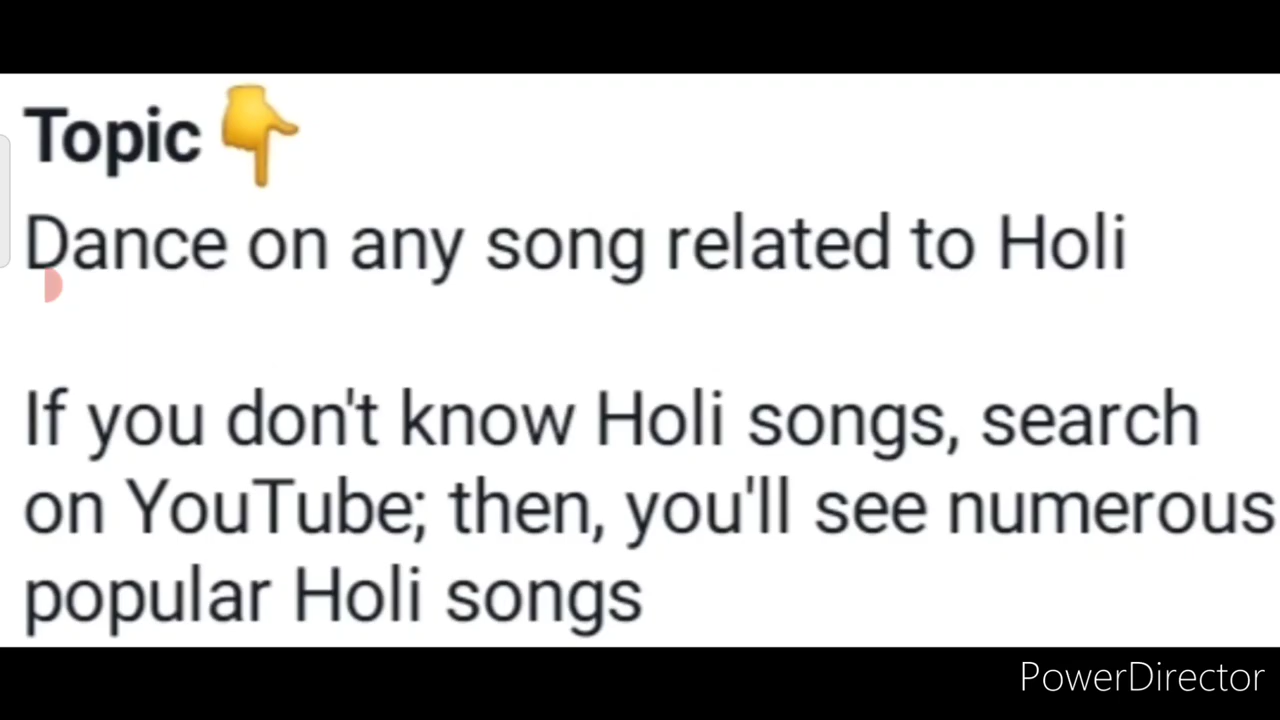 Topic 👇
Dance on any song related to Holi
If you don't know Holi songs, search
on YouTube; then, you'll see numerous
popular Holi songs
PowerDirector